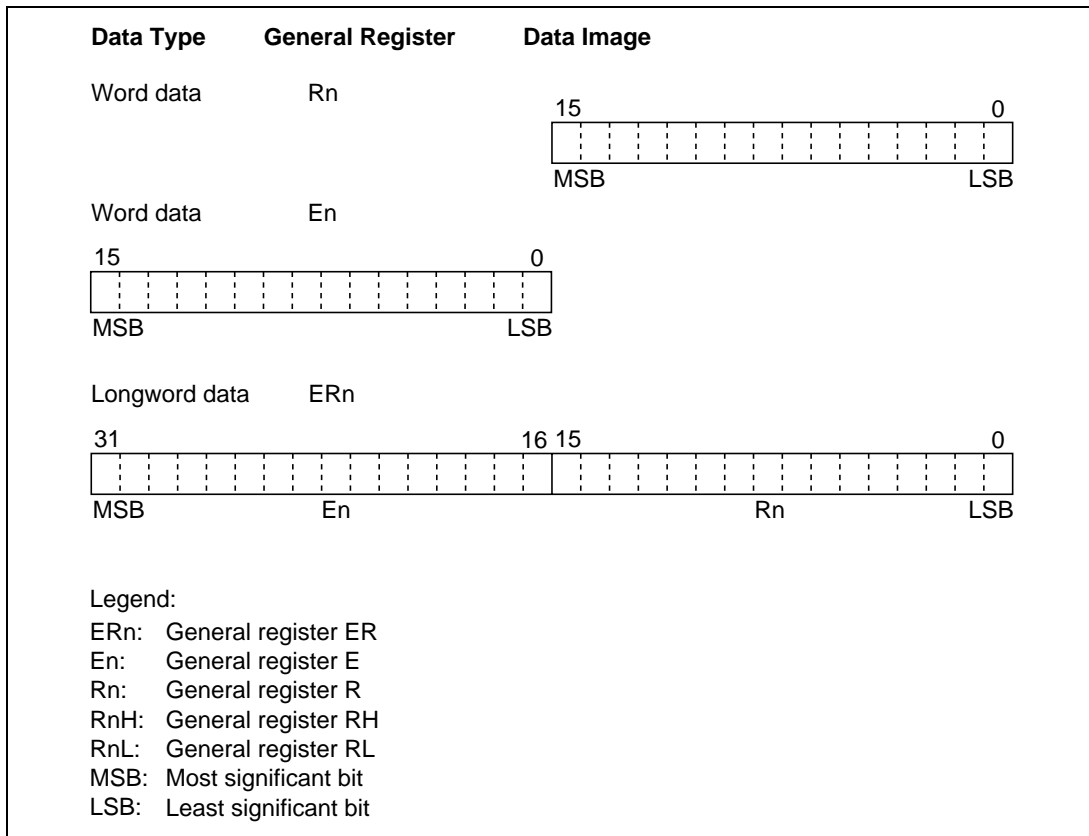 Data Type General Register Data Image
Word data Rn
15 0
MSB LSB
Word data En
15 0
MSB LSB
Longword data ERn
31 16 15 0
MSB En Rn LSB
Legend:
ERn: General register ER
En: General register E
Rn: General register R
RnH: General register RH
RnL: General register RL
MSB: Most significant bit
LSB: Least significant bit